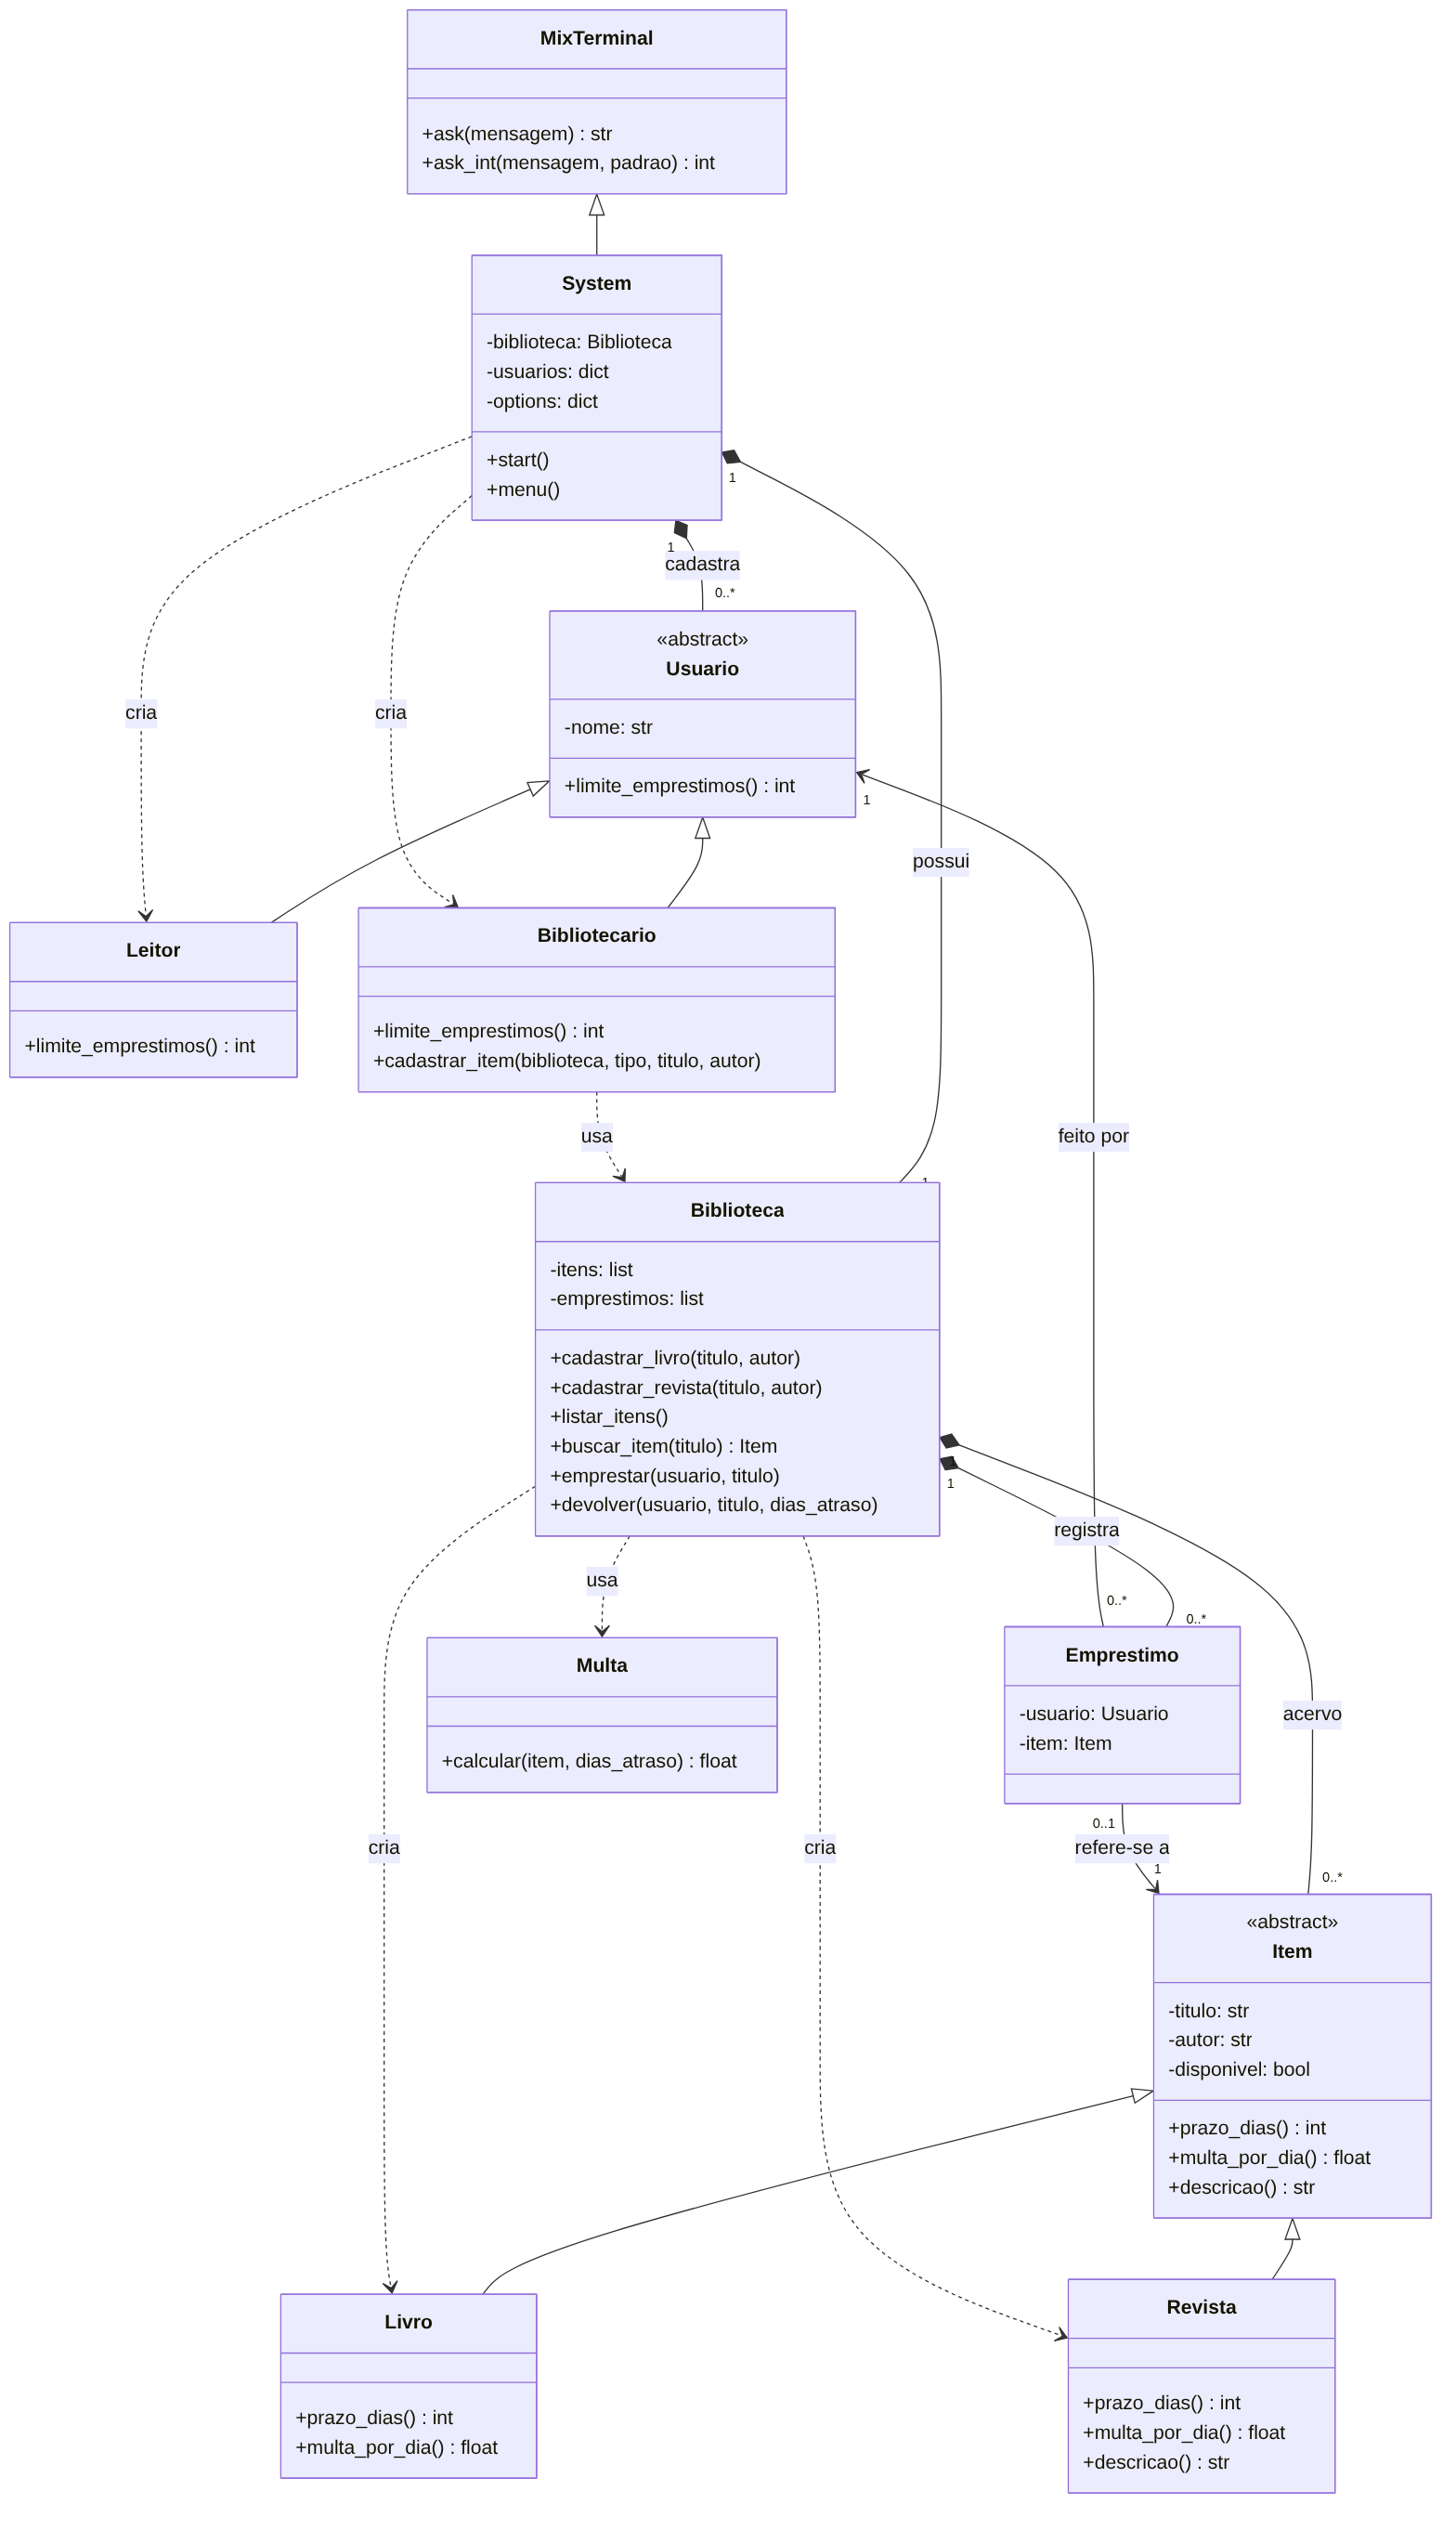 MixTerminal
+ask(mensagem) : str
+ask_int(mensagem, padrao) : int
System
-biblioteca: Biblioteca
-usuarios: dict
-options: dict
+start()
+menu()
1
1
cadastra
0..*
«abstract»
Usuario
-nome: str
+limite_emprestimos() : int
cria
cria
1
possui
Leitor
+limite_emprestimos() : int
Bibliotecario
+limite_emprestimos() : int
+cadastrar_item(biblioteca, tipo, titulo, autor)
feito por
usa
1
Biblioteca
-itens: list
-emprestimos: list
+cadastrar_livro(titulo, autor)
+cadastrar_revista(titulo, autor)
+listar_itens()
+buscar_item(titulo) : Item
+emprestar(usuario, titulo)
+devolver(usuario, titulo, dias_atraso)
1
registra
usa
0..*
0..*
Multa
+calcular(item, dias_atraso) : float
Emprestimo
-usuario: Usuario
-item: Item
acervo
0..1
cria
cria
refere-se a
1
0..*
«abstract»
Item
-titulo: str
-autor: str
-disponivel: bool
+prazo_dias() : int
+multa_por_dia() : float
+descricao() : str
Livro
+prazo_dias() : int
+multa_por_dia() : float
Revista
+prazo_dias() : int
+multa_por_dia() : float
+descricao() : str